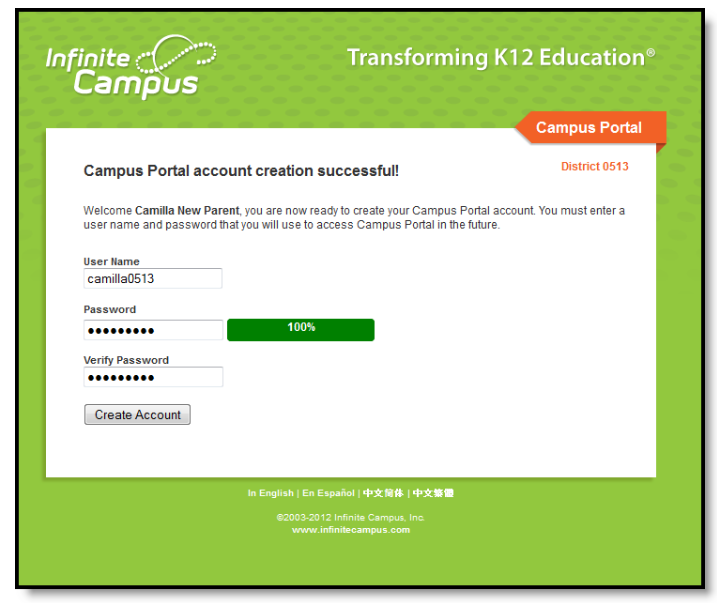 Infinite
Campus
Transforming K12 Education®
Campus Portal
District 0513
Campus Portal account creation successful!
Welcome Camilla New Parent, you are now ready to create your Campus Portal account. You must enter a
user name and password that you will use to access Campus Portal in the future.
User Name
camilla0513
Password
●●●●●●●●●
100%
Verify Password
●●●●●●●●●
Create Account
In English | En Español | 中文简体 | 中文繁體
©2003-2012 Infinite Campus, Inc.
www.infinitecampus.com